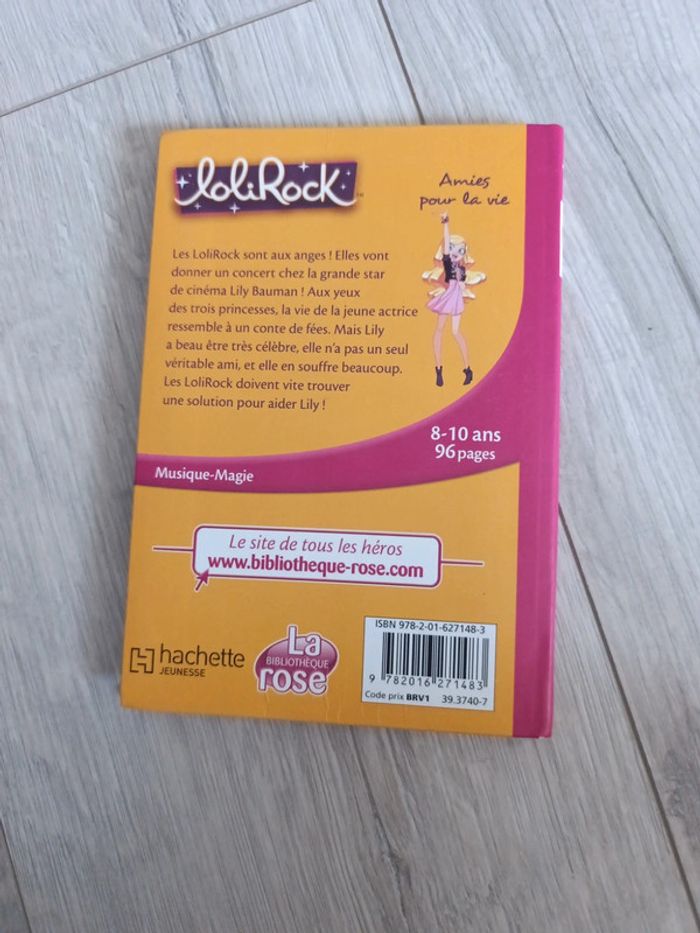 LoliRock
TM
Amies
pour la vie
Les LoliRock sont aux anges ! Elles vont
donner un concert chez la grande star
de cinéma Lily Bauman ! Aux yeux
des trois princesses, la vie de la jeune actrice
ressemble à un conte de fées. Mais Lily
a beau être très célèbre, elle n'a pas un seul
véritable ami, et elle en souffre beaucoup.
Les LoliRock doivent vite trouver
une solution pour aider Lily !
8-10 ans
96 pages
Musique-Magie
Le site de tous les héros
www.bibliotheque-rose.com
hachette
JEUNESSE
La
BIBLIOTHÈQUE
rose
ISBN 978-2-01-627148-3
9 782016 271483
Code prix BRV1 39.3740-7